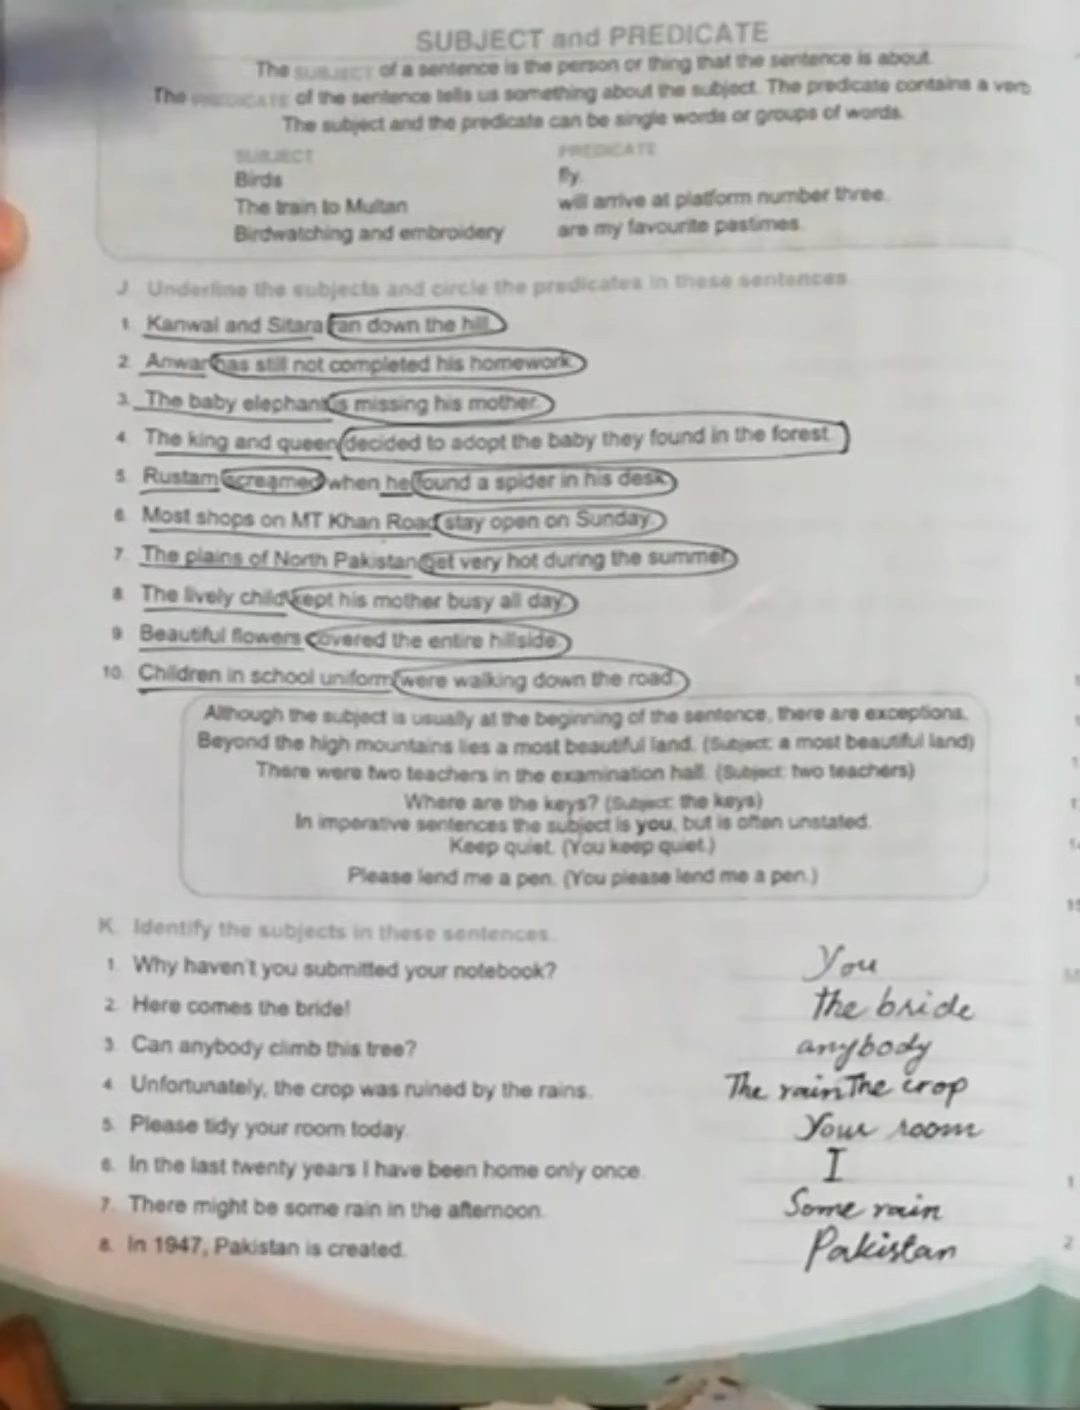 SUBJECT and PREDICATE
The SUBJECT of a sentence is the person or thing that the sentence is about.
The PREDICATE of the sentence tells us something about the subject. The predicate contains a verb.
The subject and the predicate can be single words or groups of words.
SUBJECT PREDICATE
Birds fly.
The train to Multan will arrive at platform number three.
Birdwatching and embroidery are my favourite pastimes.
J. Underline the subjects and circle the predicates in these sentences.
1. Kanwal and Sitara ran down the hill.
2. Anwar has still not completed his homework.
3. The baby elephant is missing his mother.
4. The king and queen decided to adopt the baby they found in the forest.
5. Rustam screamed when he found a spider in his desk.
6. Most shops on MT Khan Road stay open on Sunday.
7. The plains of North Pakistan get very hot during the summer.
8. The lively child kept his mother busy all day.
9. Beautiful flowers covered the entire hillside.
10. Children in school uniform were walking down the road.
Although the subject is usually at the beginning of the sentence, there are exceptions.
Beyond the high mountains lies a most beautiful land. (Subject: a most beautiful land)
There were two teachers in the examination hall. (Subject: two teachers)
Where are the keys? (Subject: the keys)
In imperative sentences the subject is you, but is often unstated.
Keep quiet. (You keep quiet.)
Please lend me a pen. (You please lend me a pen.)
K. Identify the subjects in these sentences.
1. Why haven't you submitted your notebook? You
2. Here comes the bride! the bride
3. Can anybody climb this tree? anybody
4. Unfortunately, the crop was ruined by the rains. The rain The crop
5. Please tidy your room today. Your room
6. In the last twenty years I have been home only once. I
7. There might be some rain in the afternoon. Some rain
8. In 1947, Pakistan is created. Pakistan